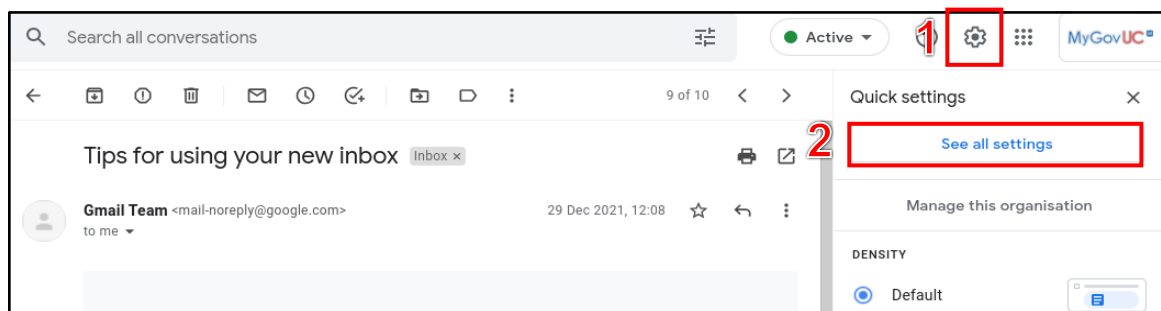 Search all conversations
Active
1
MyGovUC
9 of 10
Quick settings
2
See all settings
Tips for using your new inbox
Inbox ×
Gmail Team <mail-noreply@google.com>
29 Dec 2021, 12:08
to me
Manage this organisation
DENSITY
Default